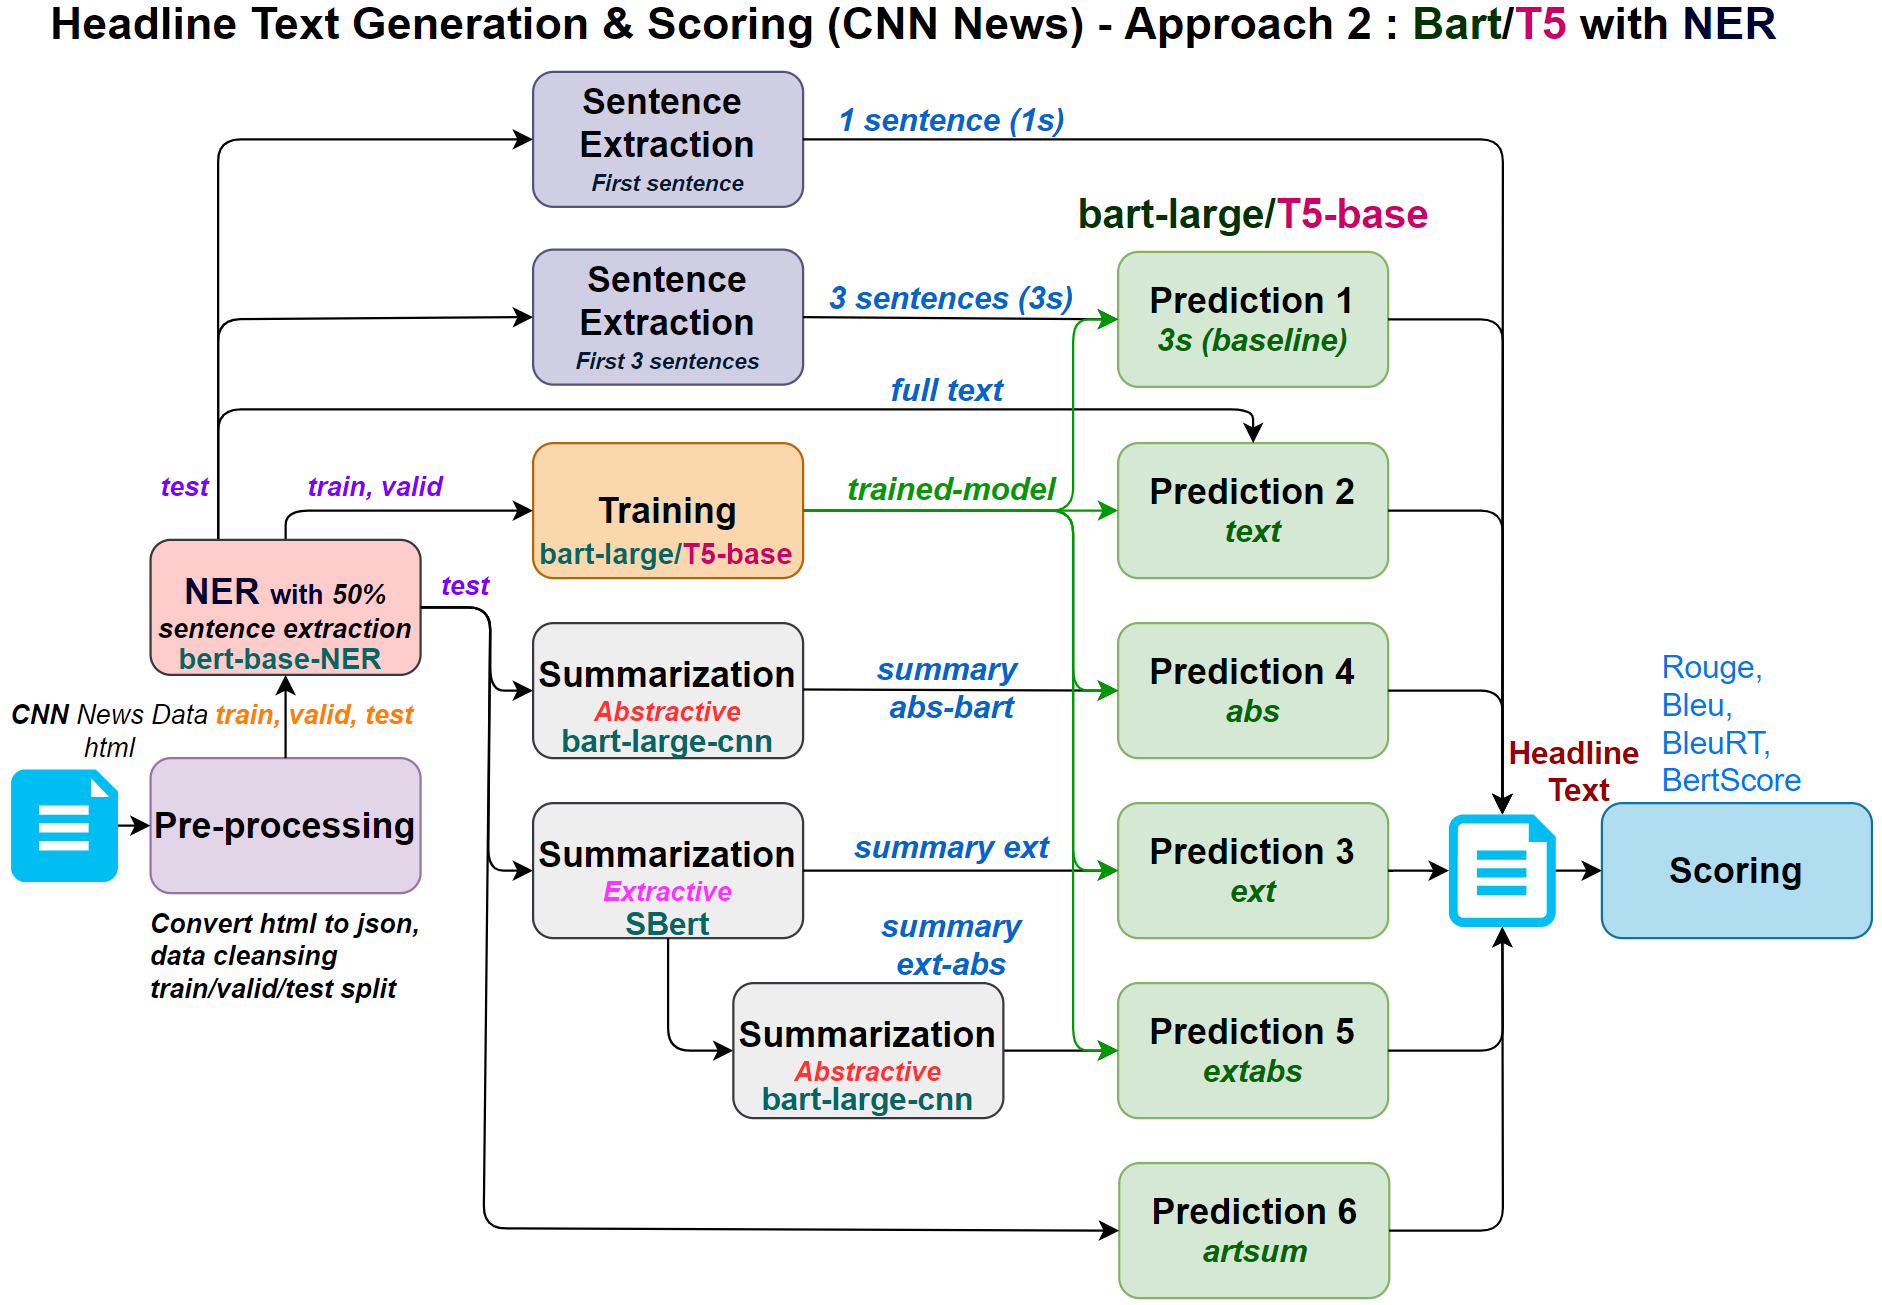 Headline Text Generation & Scoring (CNN News) - Approach 2 : Bart/T5 with NER
Sentence
Extraction
First sentence
1 sentence (1s)
bart-large/T5-base
Sentence
Extraction
First 3 sentences
3 sentences (3s)
Prediction 1
3s (baseline)
full text
test
train, valid
Training
bart-large/T5-base
trained-model
Prediction 2
text
NER with 50%
sentence extraction
bert-base-NER
test
Summarization
Abstractive
bart-large-cnn
summary
abs-bart
Prediction 4
abs
CNN News Data train, valid, test
html
Pre-processing
Convert html to json,
data cleansing
train/valid/test split
Summarization
Extractive
SBert
summary ext
Prediction 3
ext
Headline
Text
Rouge,
Bleu,
BleuRT,
BertScore
Scoring
summary
ext-abs
Summarization
Abstractive
bart-large-cnn
Prediction 5
extabs
Prediction 6
artsum